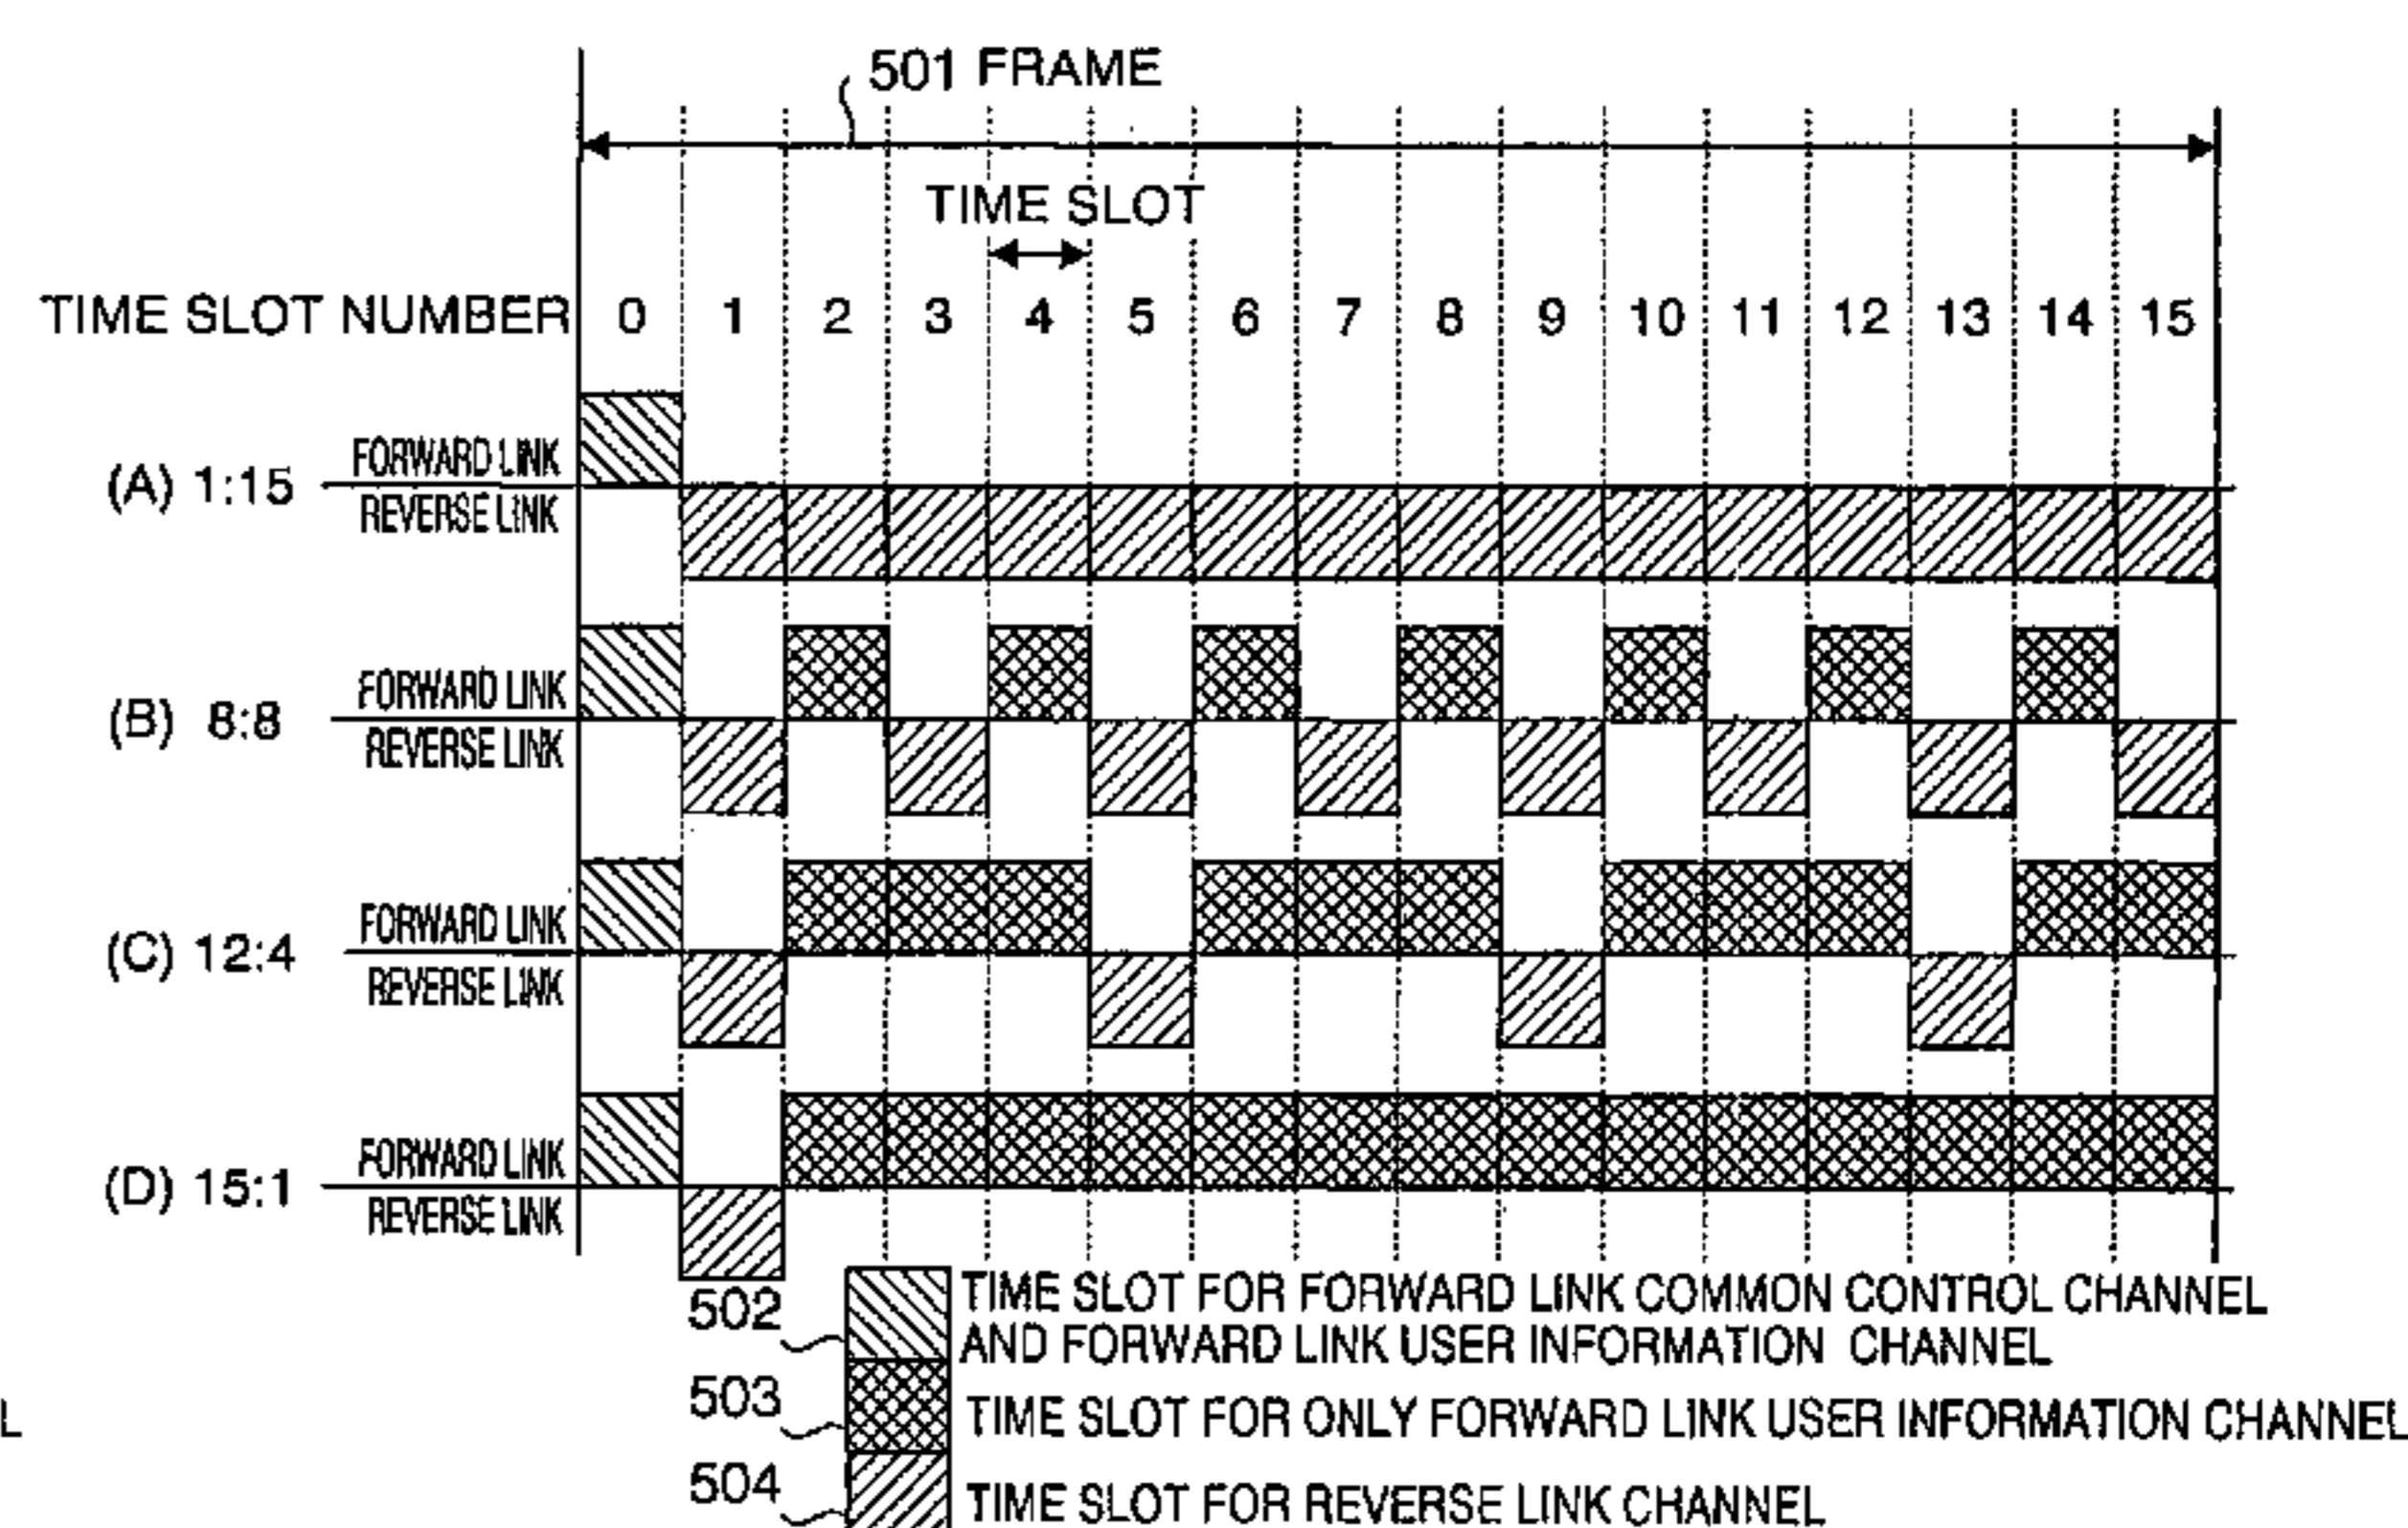 501 FRAME
TIME SLOT
TIME SLOT NUMBER 0 1 2 3 4 5 6 7 8 9 10 11 12 13 14 15
FORWARD LINK
(A) 1:15
REVERSE LINK
FORWARD LINK
(B) 8:8
REVERSE LINK
FORWARD LINK
(C) 12:4
REVERSE LINK
FORWARD LINK
(D) 15:1
REVERSE LINK
502 TIME SLOT FOR FORWARD LINK COMMON CONTROL CHANNEL
AND FORWARD LINK USER INFORMATION CHANNEL
L
503 TIME SLOT FOR ONLY FORWARD LINK USER INFORMATION CHANNEL
504 TIME SLOT FOR REVERSE LINK CHANNEL